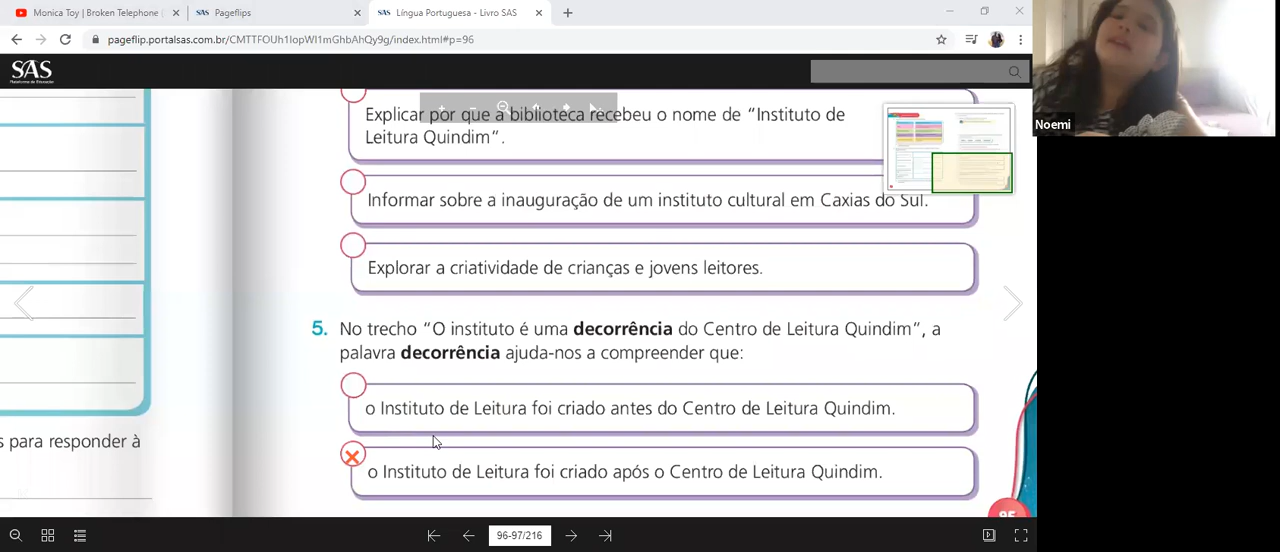 Monica Toy | Broken Telephone (
Pageflips
Língua Portuguesa - Livro SAS
pageflip.portalsas.com.br/CMTTFOUh1lopWI1mGhbAhQy9g/index.html#p=96
SAS
Plataforma de Educação
Noemi
Explicar por que a biblioteca recebeu o nome de “Instituto de
Leitura Quindim”.
Informar sobre a inauguração de um instituto cultural em Caxias do Sul.
Explorar a criatividade de crianças e jovens leitores.
5. No trecho “O instituto é uma decorrência do Centro de Leitura Quindim”, a
palavra decorrência ajuda-nos a compreender que:
o Instituto de Leitura foi criado antes do Centro de Leitura Quindim.
s para responder à
o Instituto de Leitura foi criado após o Centro de Leitura Quindim.
96-97/216